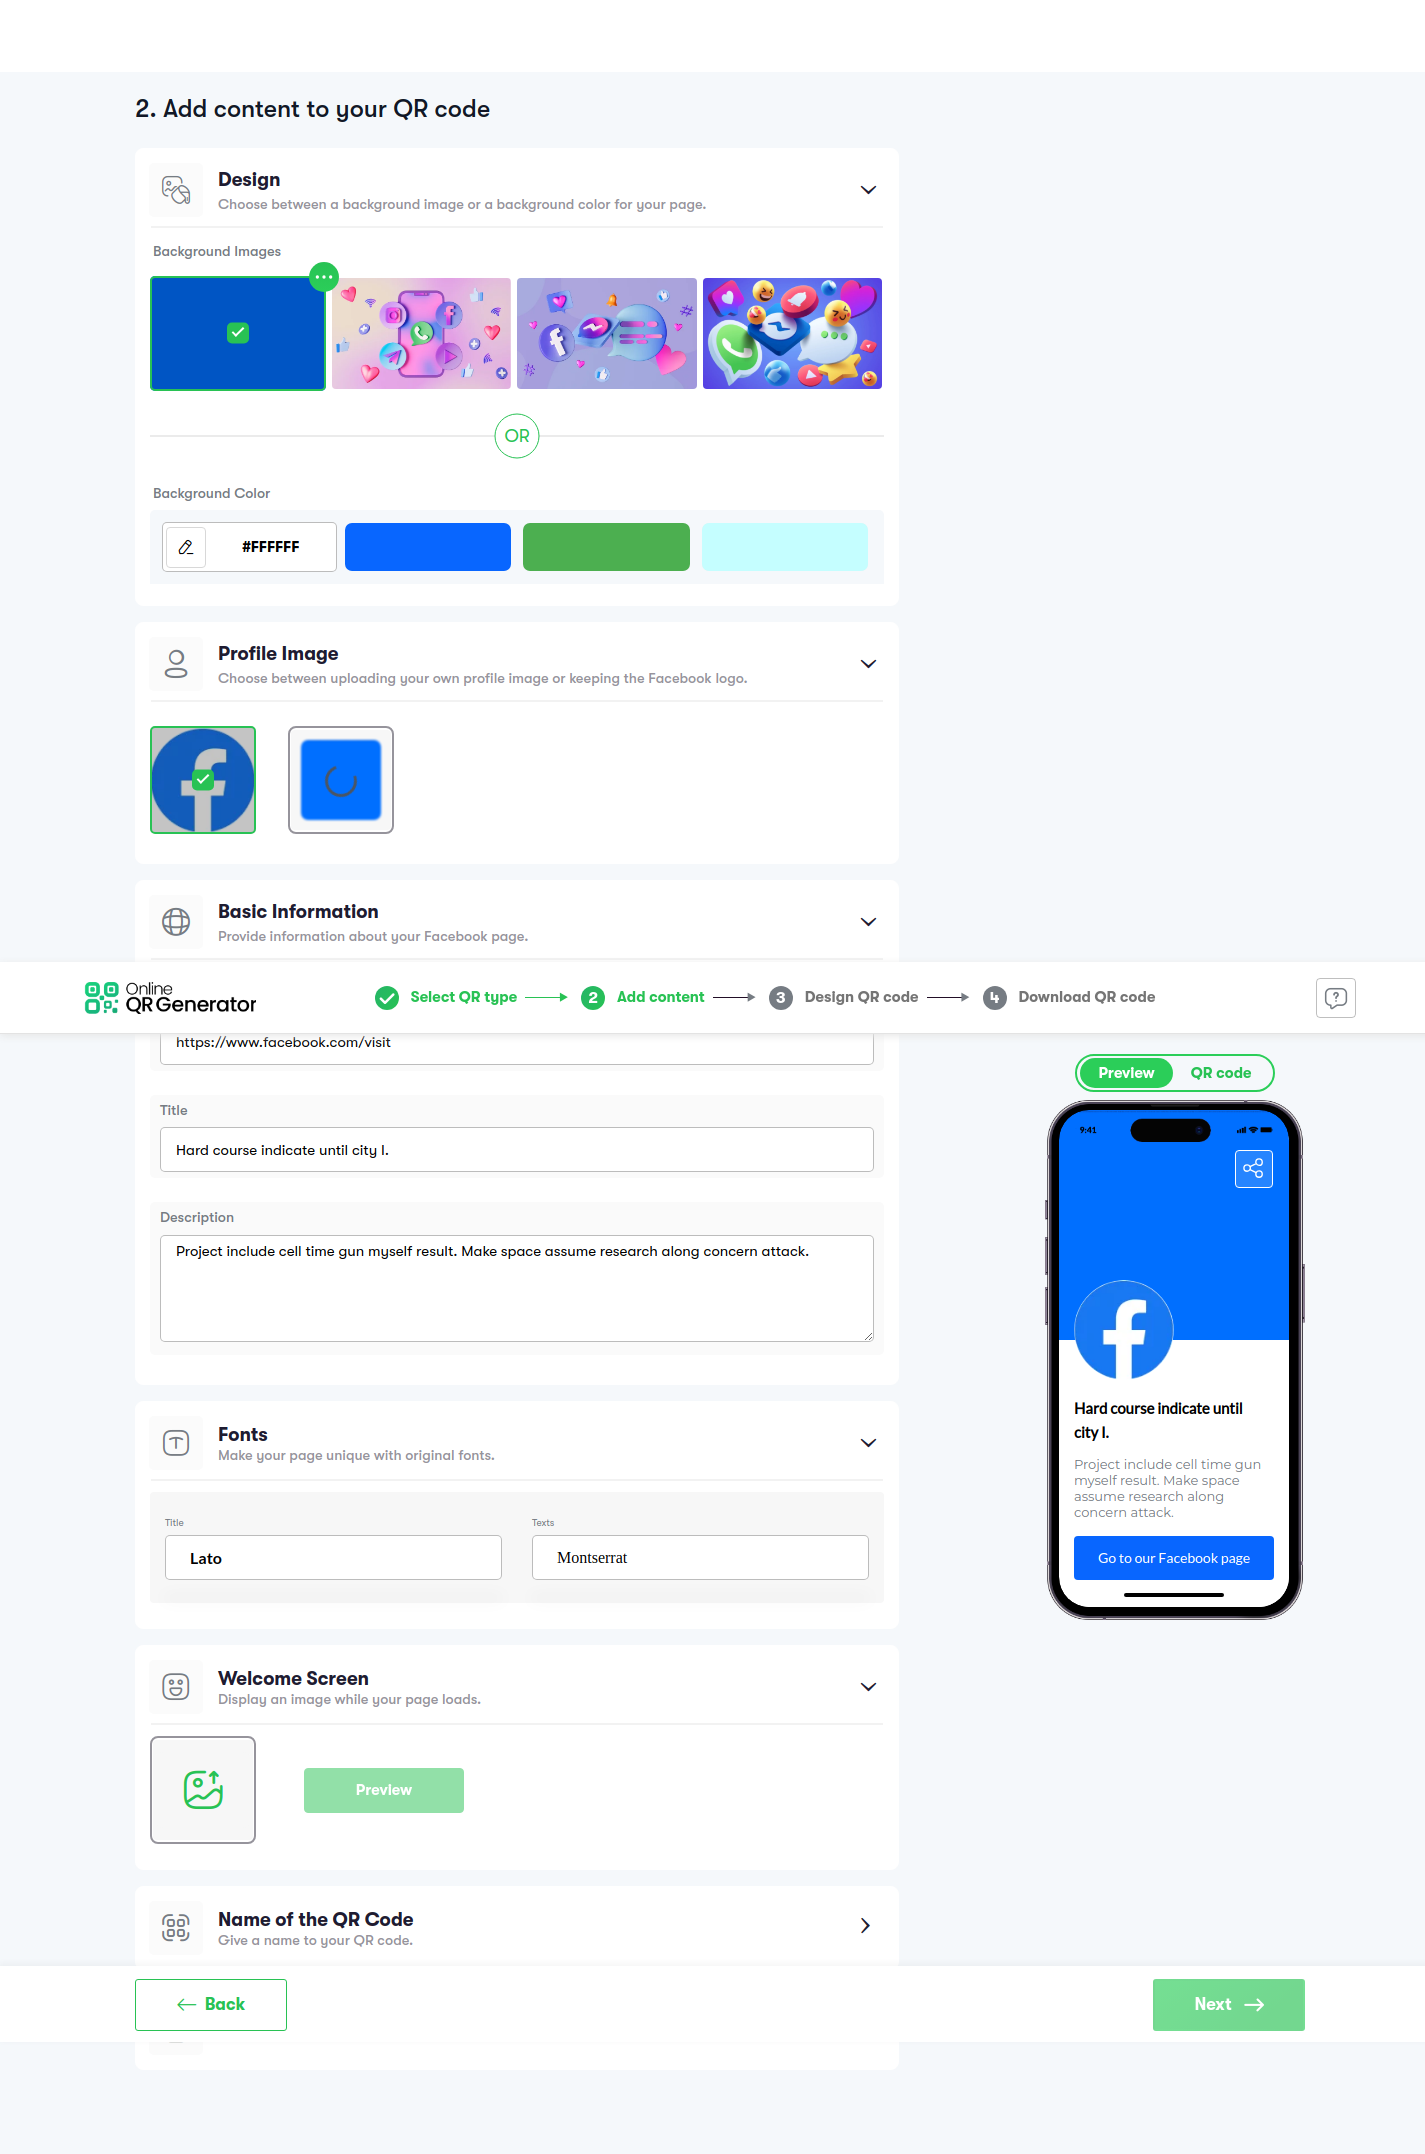 2. Add content to your QR code
Design
Choose between a background image or a background color for your page.
Background Images
OR
Background Color
#FFFFFF
Profile Image
Choose between uploading your own profile image or keeping the Facebook logo.
Basic Information
Provide information about your Facebook page.
Online
QR Generator
Select QR type
2 Add content
3 Design QR code
4 Download QR code
https://www.facebook.com/visit
Title
Hard course indicate until city I.
Description
Project include cell time gun myself result. Make space assume research along concern attack.
Fonts
Make your page unique with original fonts.
Title
Lato
Texts
Montserrat
Welcome Screen
Display an image while your page loads.
Preview
Name of the QR Code
Give a name to your QR code.
Back
Next
Preview
QR code
9:41
Hard course indicate until
city I.
Project include cell time gun
myself result. Make space
assume research along
concern attack.
Go to our Facebook page